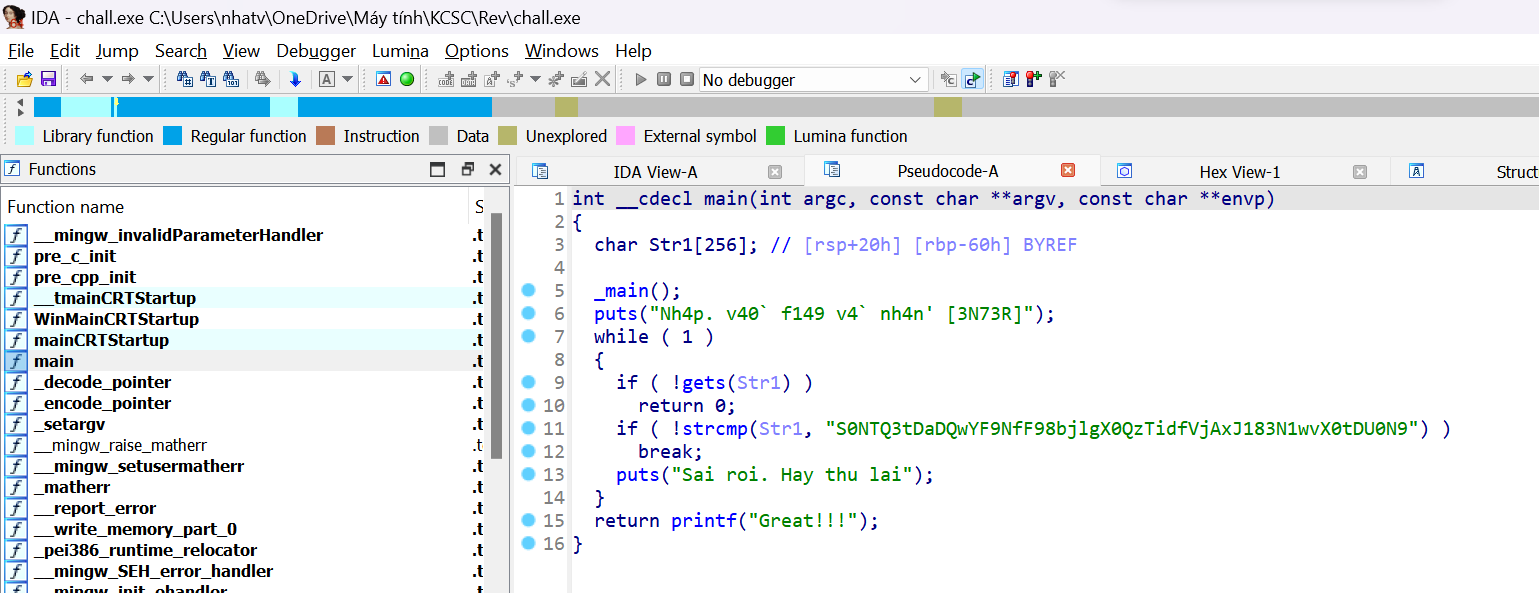 IDA - chall.exe C:\Users\nhatv\OneDrive\Máy tính\KCSC\Rev\chall.exe
File Edit Jump Search View Debugger Lumina Options Windows Help
No debugger
Library function Regular function Instruction Data Unexplored External symbol Lumina function
Functions
IDA View-A Pseudocode-A Hex View-1 Struct
Function name S
__mingw_invalidParameterHandler .t
pre_c_init .t
pre_cpp_init .t
__tmainCRTStartup .t
WinMainCRTStartup .t
mainCRTStartup .t
main .t
_decode_pointer .t
_encode_pointer .t
_setargv .t
__mingw_raise_matherr .t
__mingw_setusermatherr .t
_matherr .t
__report_error .t
__write_memory_part_0 .t
_pei386_runtime_relocator .t
__mingw_SEH_error_handler .t
__mingw_init_ehandler .t
1 int __cdecl main(int argc, const char **argv, const char **envp)
2 {
3 char Str1[256]; // [rsp+20h] [rbp-60h] BYREF
4
5 _main();
6 puts("Nh4p. v40` f149 v4` nh4n' [3N73R]");
7 while ( 1 )
8 {
9 if ( !gets(Str1) )
10 return 0;
11 if ( !strcmp(Str1, "S0NTQ3tDaDQwYF9NfF98bjlgX0QzTidfVjAxJ183N1wvX0tDU0N9") )
12 break;
13 puts("Sai roi. Hay thu lai");
14 }
15 return printf("Great!!!");
16 }